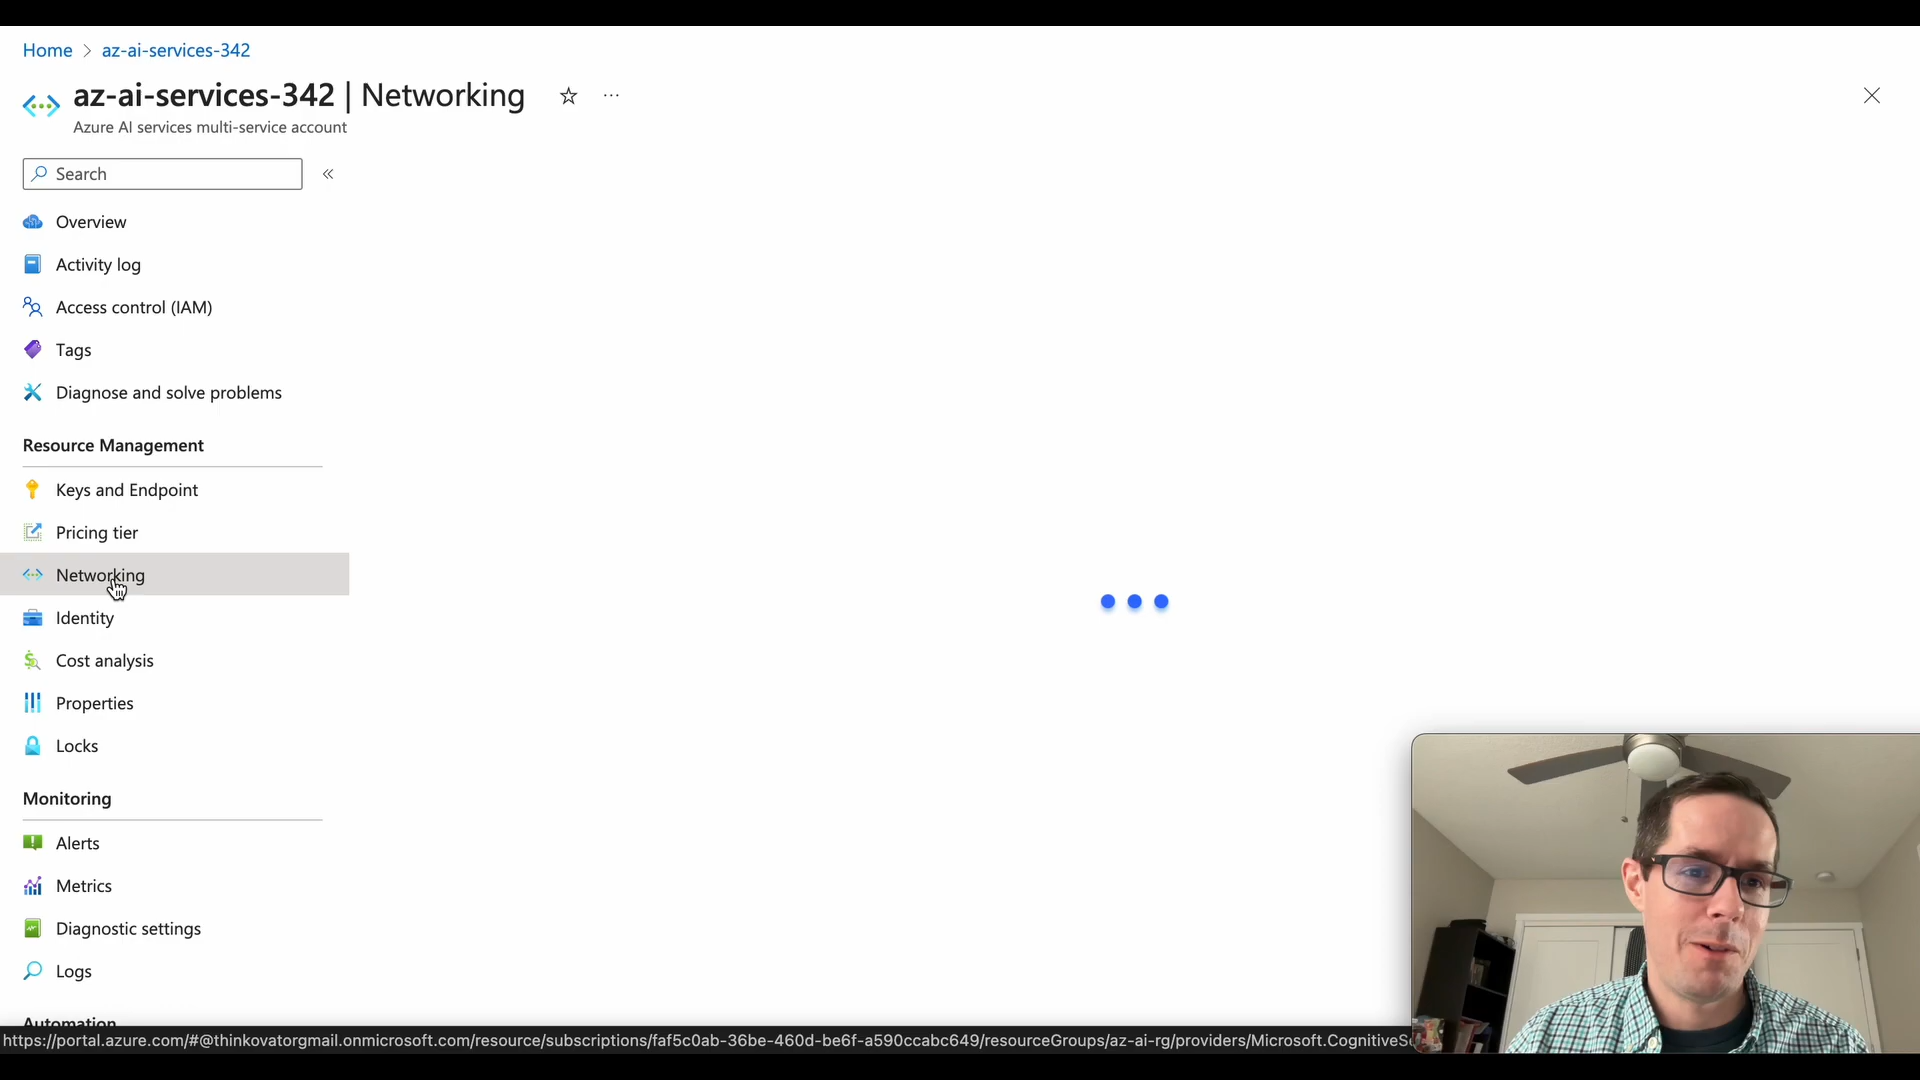 Home > az-ai-services-342
az-ai-services-342 | Networking
Azure AI services multi-service account
Search
Overview
Activity log
Access control (IAM)
Tags
Diagnose and solve problems
Resource Management
Keys and Endpoint
Pricing tier
Networking
Identity
Cost analysis
Properties
Locks
Monitoring
Alerts
Metrics
Diagnostic settings
Logs
Automation
https://portal.azure.com/#@thinkovatorgmail.onmicrosoft.com/resource/subscriptions/faf5c0ab-36be-460d-be6f-a590ccabc649/resourceGroups/az-ai-rg/providers/Microsoft.CognitiveS